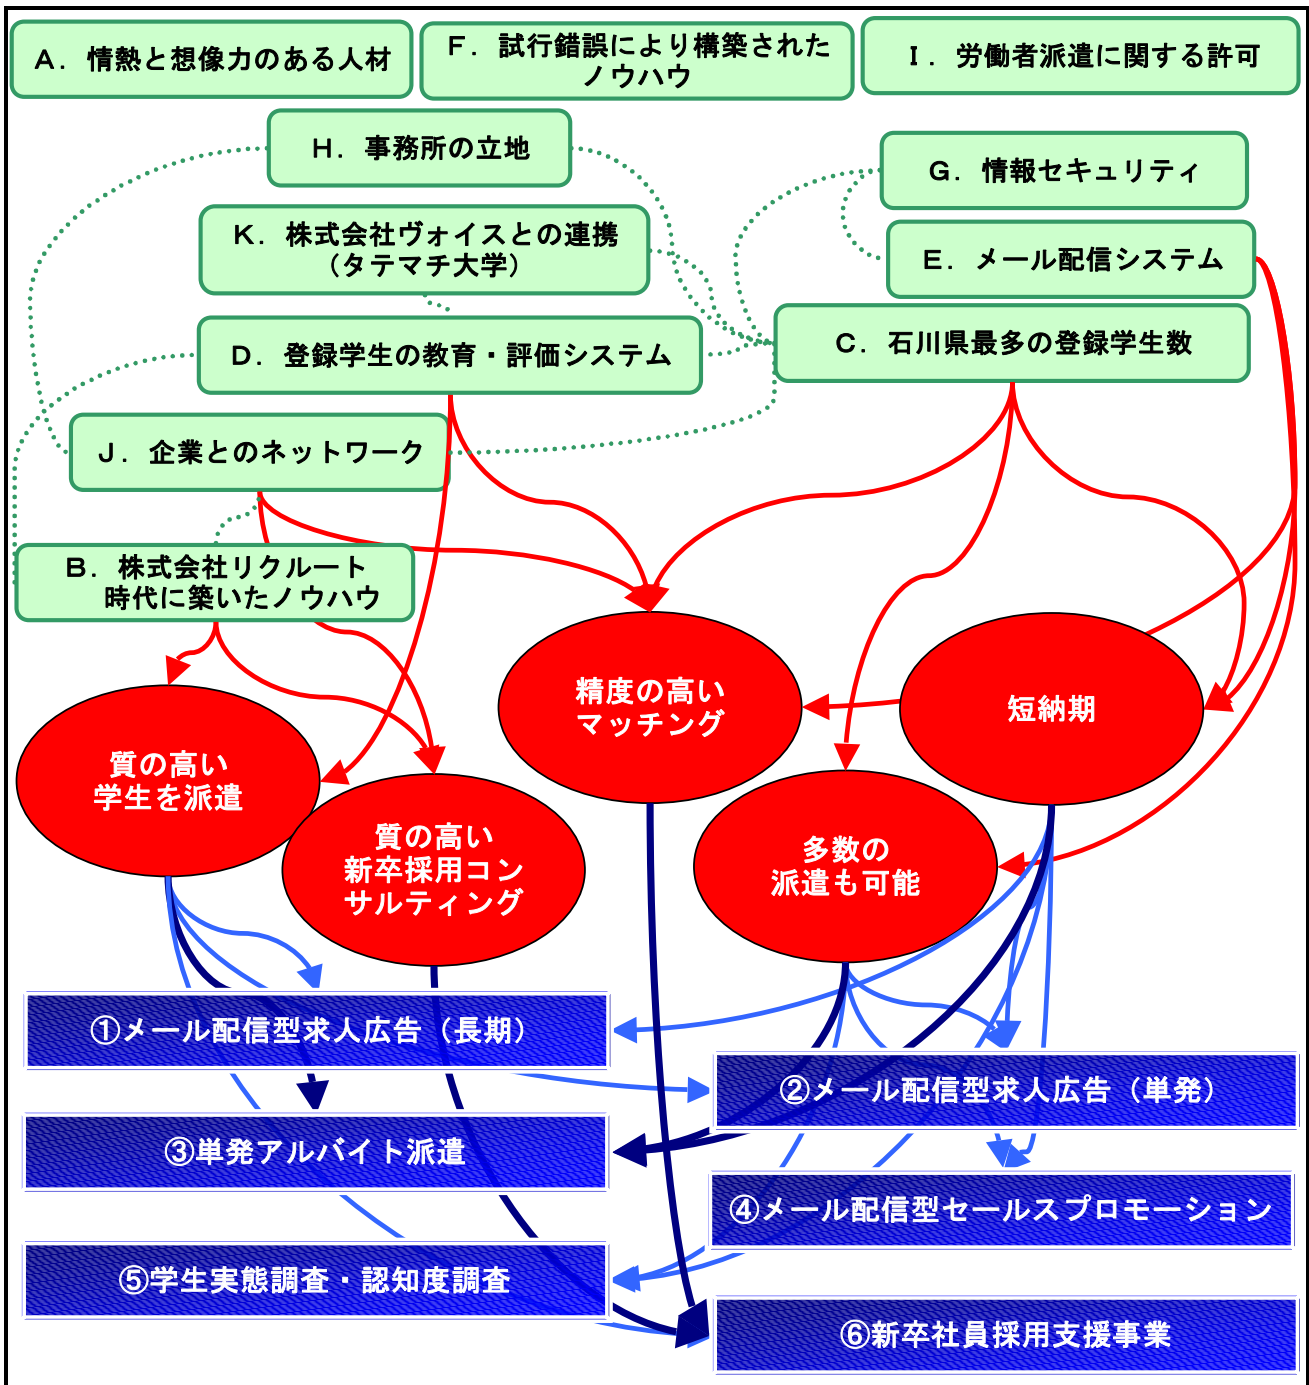 A．情熱と想像力のある人材
F．試行錯誤により構築された
ノウハウ
I．労働者派遣に関する許可
H．事務所の立地
G．情報セキュリティ
K．株式会社ヴォイスとの連携
（タテマチ大学）
E．メール配信システム
D．登録学生の教育・評価システム
C．石川県最多の登録学生数
J．企業とのネットワーク
B．株式会社リクルート
時代に築いたノウハウ
精度の高い
マッチング
短納期
質の高い
学生を派遣
質の高い
新卒採用コン
サルティング
多数の
派遣も可能
①メール配信型求人広告（長期）
②メール配信型求人広告（単発）
③単発アルバイト派遣
④メール配信型セールスプロモーション
⑤学生実態調査・認知度調査
⑥新卒社員採用支援事業